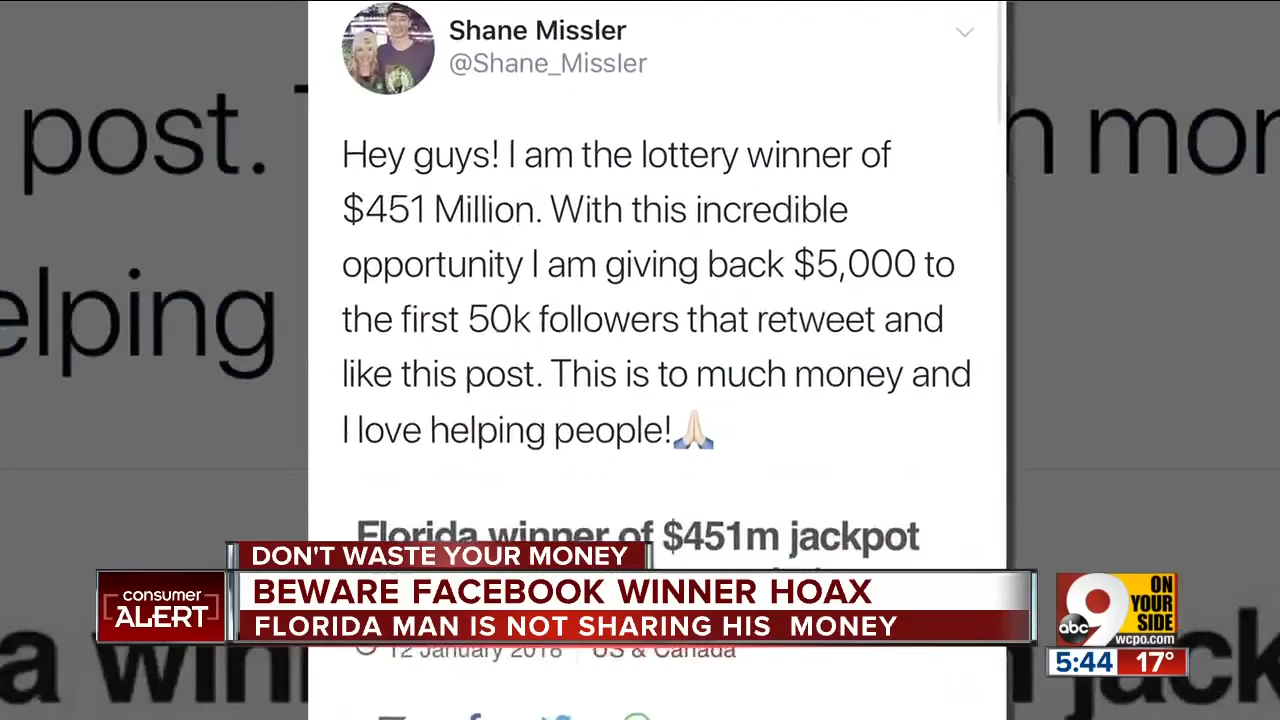 Shane Missler
@Shane_Missler
Hey guys! I am the lottery winner of
$451 Million. With this incredible
opportunity I am giving back $5,000 to
the first 50k followers that retweet and
like this post. This is to much money and
I love helping people!🙏🏻
post.
mor
elping
Florida winner of $451m jackpot
DON'T WASTE YOUR MONEY
consumer
ALERT
BEWARE FACEBOOK WINNER HOAX
FLORIDA MAN IS NOT SHARING HIS MONEY
abc 9
ON
YOUR
SIDE
wcpo.com
5:44 17°
12 January 2018 US & Canada
a win
jack